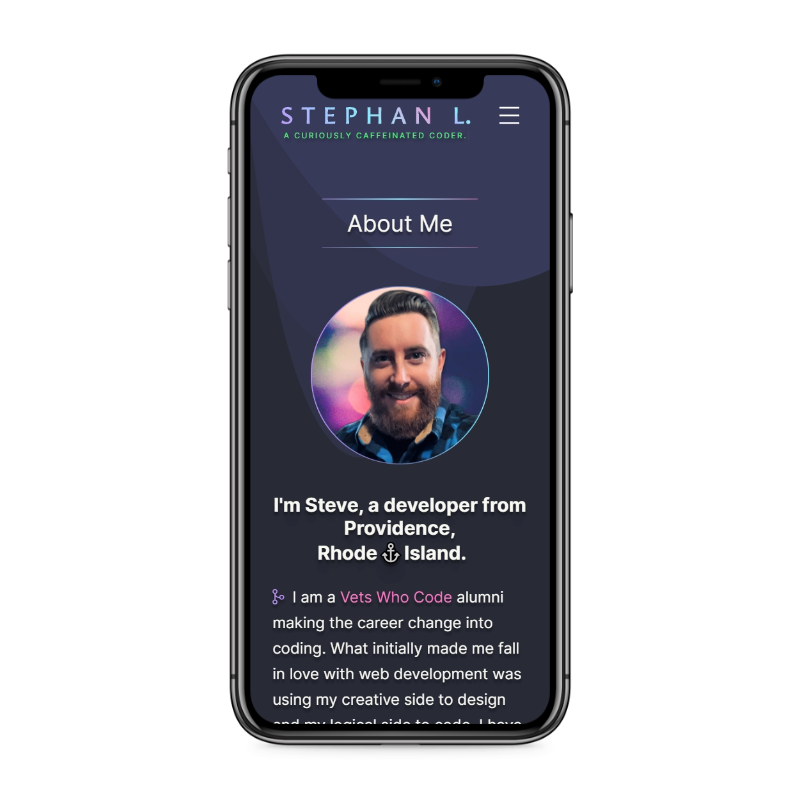 STEPHAN L.
A CURIOUSLY CAFFEINATED CODER.
About Me
I'm Steve, a developer from
Providence,
Rhode ⚓ Island.
I am a Vets Who Code alumni
making the career change into
coding. What initially made me fall
in love with web development was
using my creative side to design
and my logical side to code. I have